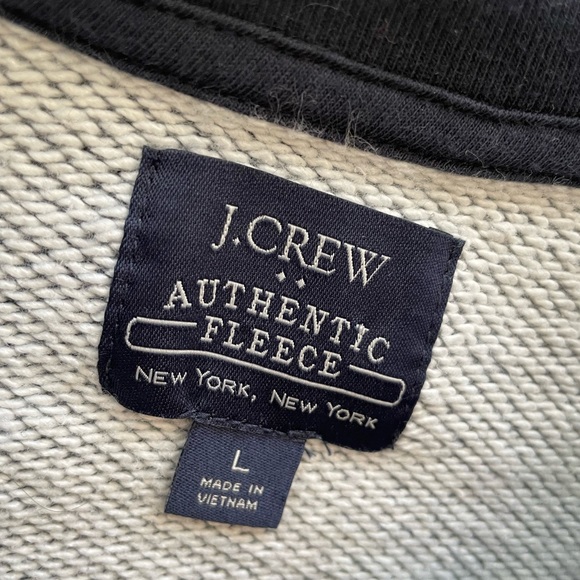 J.CREW
AUTHENTIC
FLEECE
NEW YORK, NEW YORK
L
MADE IN
VIETNAM